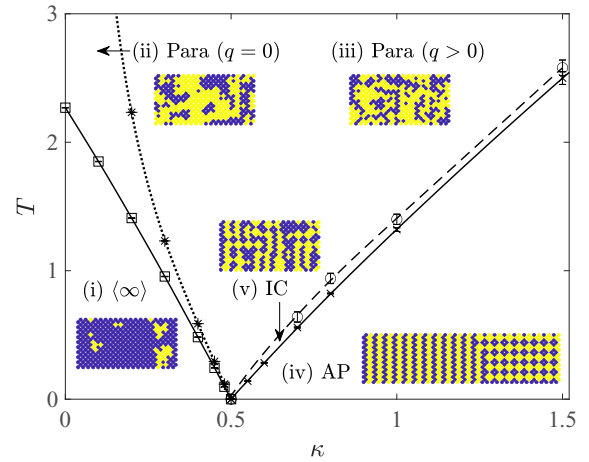 3
(ii) Para (q = 0)
(iii) Para (q > 0)
2
T
(v) IC
1
(i) ⟨∞⟩
(iv) AP
0
0
0.5
1
1.5
κ